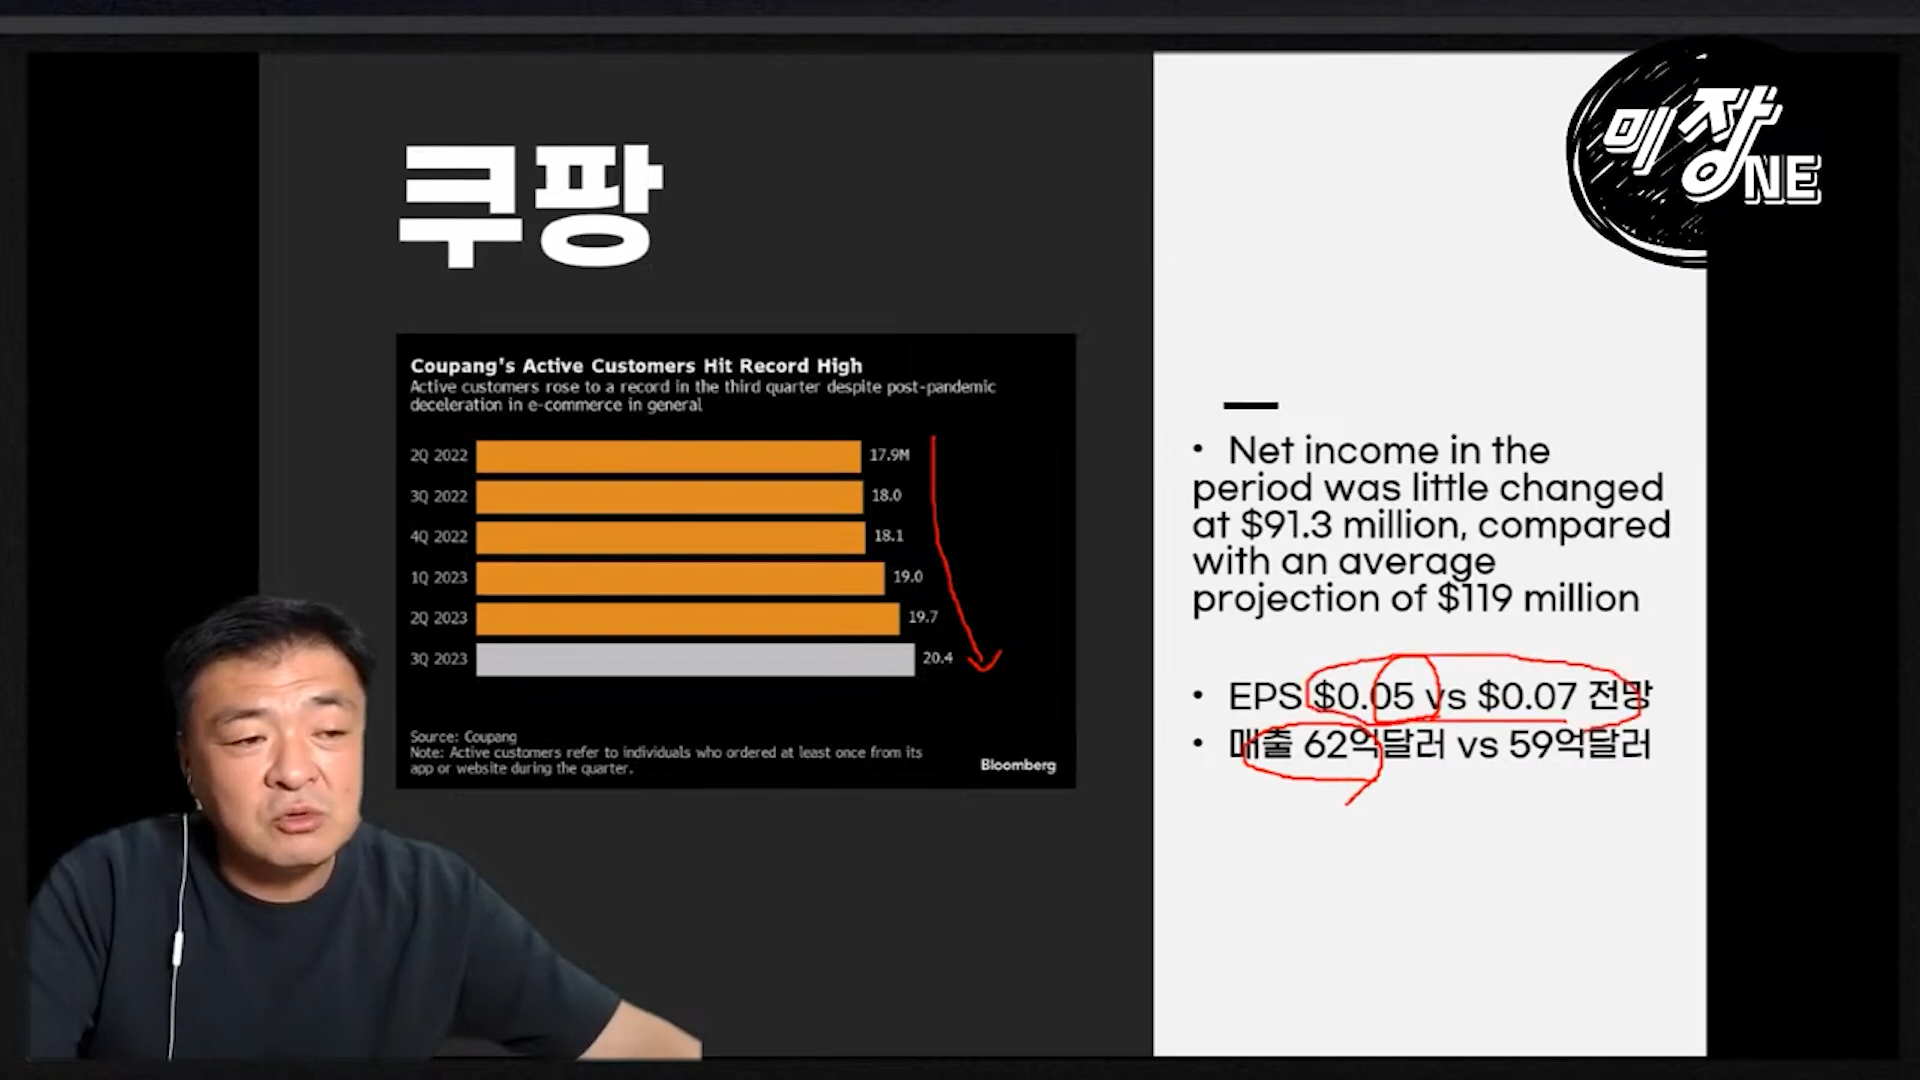 미장NE
쿠팡
Coupang's Active Customers Hit Record High
Active customers rose to a record in the third quarter despite post-pandemic
deceleration in e-commerce in general
2Q 2022 17.9M
3Q 2022 18.0
4Q 2022 18.1
1Q 2023 19.0
2Q 2023 19.7
3Q 2023 20.4
Source: Coupang
Note: Active customers refer to individuals who ordered at least once from its
app or website during the quarter.
Bloomberg
• Net income in the
period was little changed
at $91.3 million, compared
with an average
projection of $119 million
• EPS $0.05 vs $0.07 전망
• 매출 62억달러 vs 59억달러